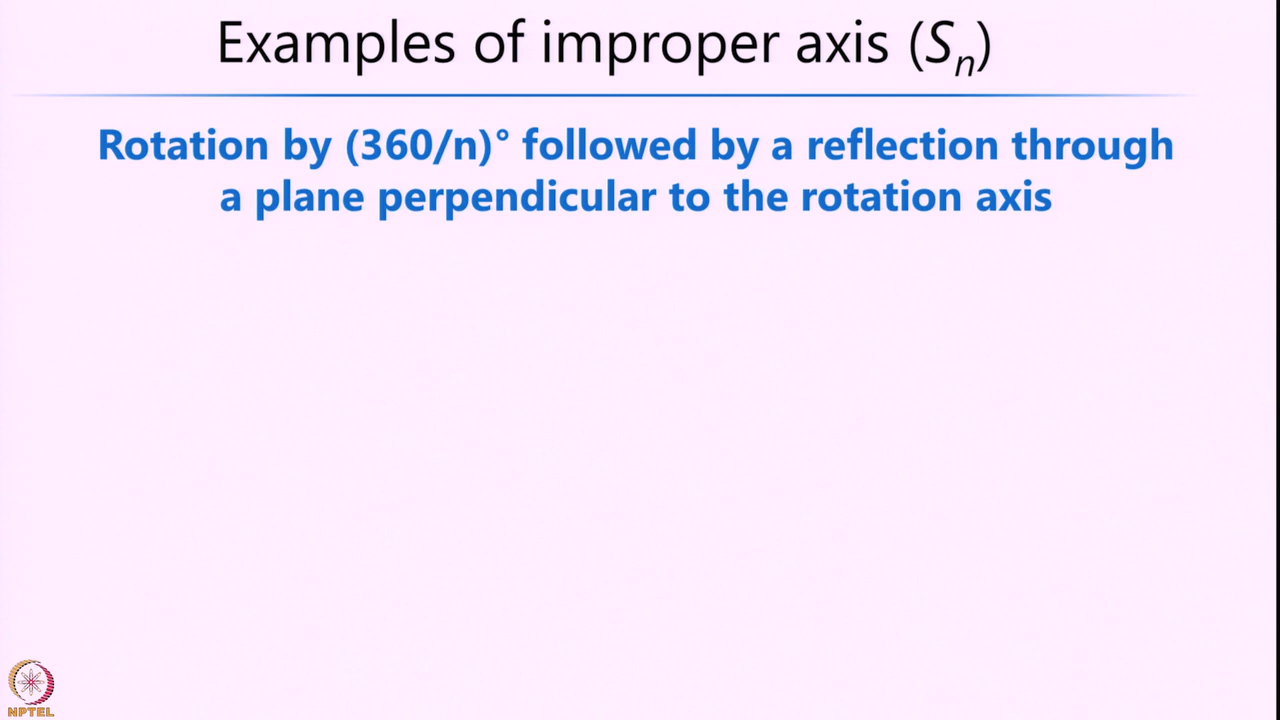 Examples of improper axis (Sn)
Rotation by (360/n)° followed by a reflection through
a plane perpendicular to the rotation axis
NPTEL